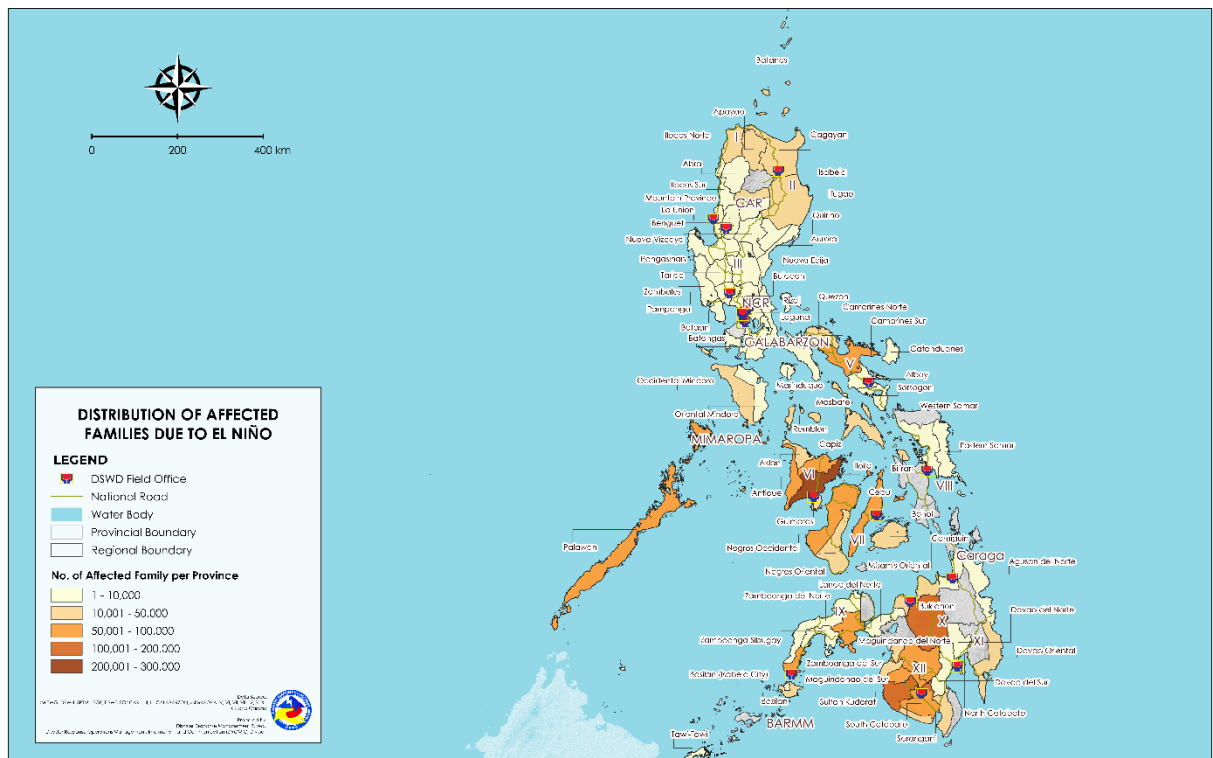 Batanes
Apayao
Ilocos Norte
I
Cagayan
Abra
Isabela
Ilocos Sur
II
Ifugao
Mountain Province
CAR
La Union
Quirino
Benguet
Nueva Vizcaya
Aurora
Pangasinan
III
Nueva Ecija
Tarlac
Bulacan
Zambales
NCR
Rizal
Quezon
Pampanga
Camarines Norte
Laguna
Camarines Sur
Bataan
Batangas
CALABARZON
Catanduanes
V
Albay
Occidental Mindoro
Marinduque
Sorsogon
Masbate
Western Samar
Oriental Mindoro
Romblon
MIMAROPA
Capiz
Eastern Samar
Aklan
VI
Iloilo
Biliran
VIII
Antique
Cebu
Bohol
Guimaras
VII
Camiguin
Palawan
Negros Occidental
Caraga
Misamis Oriental
Agusan del Norte
Negros Oriental
Lanao del Norte
Zamboanga del Norte
IX
Bukidnon
X
Davao del Norte
Zamboanga Sibugay
Maguindanao del Norte
XI
Davao Oriental
Zamboanga del Sur
XII
Basilan (Isabela City)
Maguindanao del Sur
Davao del Sur
Basilan
Sultan Kudarat
North Cotabato
BARMM
South Cotabato
Tawi-Tawi
Sarangani
0 200 400 km
DISTRIBUTION OF AFFECTED
FAMILIES DUE TO EL NIÑO
LEGEND
DSWD Field Office
National Road
Water Body
Provincial Boundary
Regional Boundary
No. of Affected Family per Province
1 - 10,000
10,001 - 50,000
50,001 - 100,000
100,001 - 200,000
200,001 - 300,000